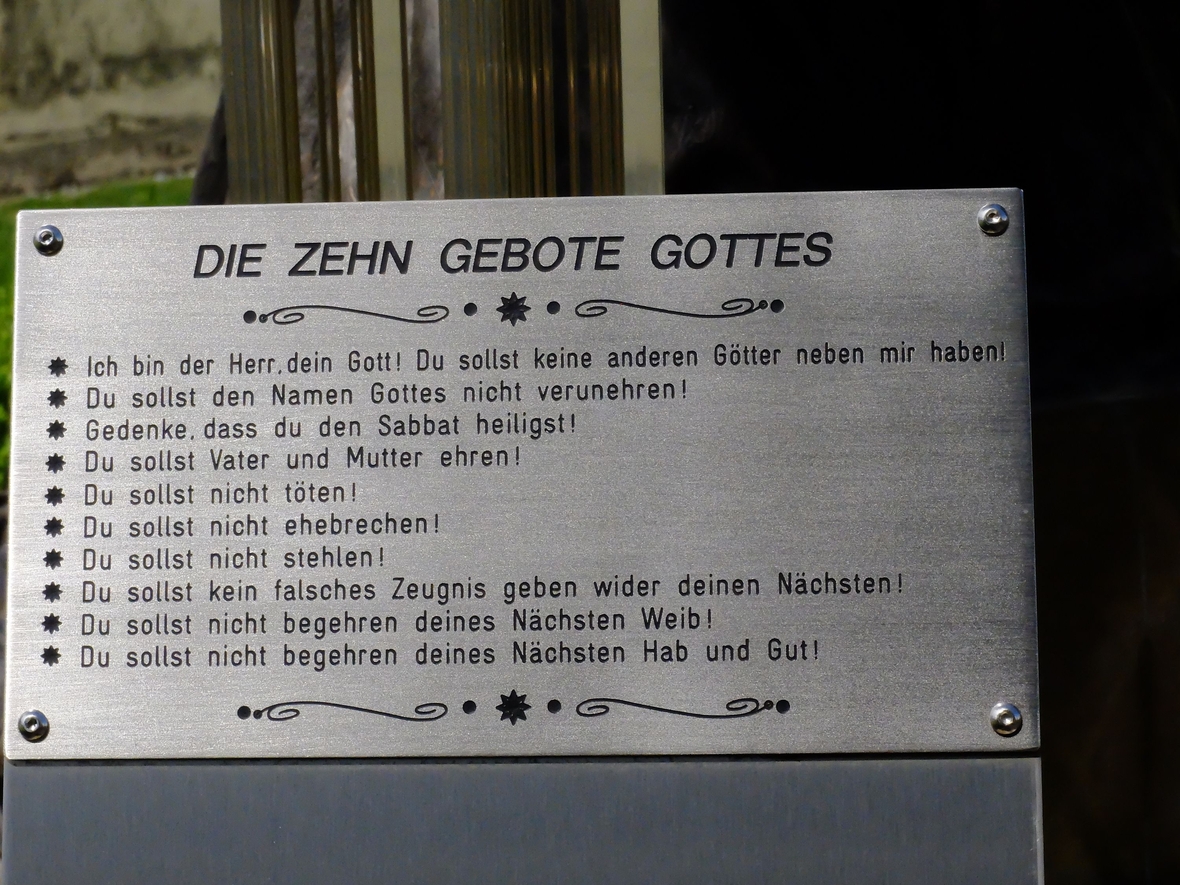 DIE ZEHN GEBOTE GOTTES
Ich bin der Herr, dein Gott! Du sollst keine anderen Götter neben mir haben!
Du sollst den Namen Gottes nicht verunehren!
Gedenke, dass du den Sabbat heiligst!
Du sollst Vater und Mutter ehren!
Du sollst nicht töten!
Du sollst nicht ehebrechen!
Du sollst nicht stehlen!
Du sollst kein falsches Zeugnis geben wider deinen Nächsten!
Du sollst nicht begehren deines Nächsten Weib!
Du sollst nicht begehren deines Nächsten Hab und Gut!